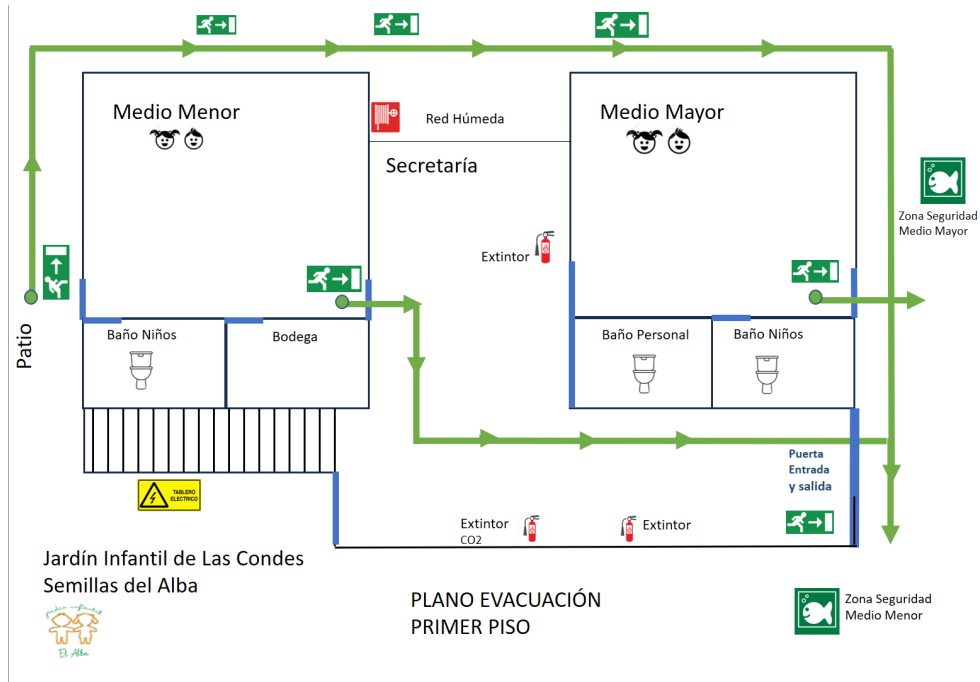 Medio Menor
Red Húmeda
Medio Mayor
Secretaría
Zona Seguridad
Medio Mayor
Extintor
Patio
Baño Niños
Bodega
Baño Personal
Baño Niños
Puerta
Entrada
y salida
TABLERO
ELECTRICO
Extintor
CO2
Extintor
Jardín Infantil de Las Condes
Semillas del Alba
jardín infantil
El Alba
PLANO EVACUACIÓN
PRIMER PISO
Zona Seguridad
Medio Menor